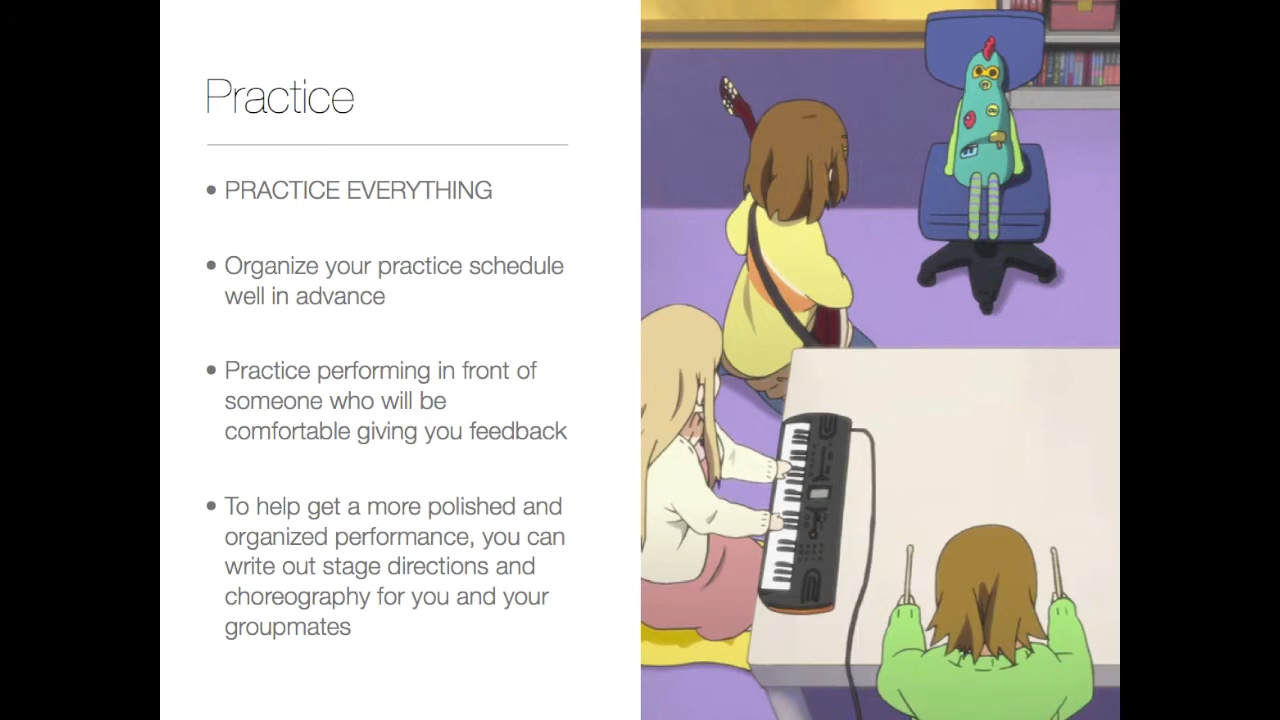 Practice
• PRACTICE EVERYTHING
• Organize your practice schedule
well in advance
• Practice performing in front of
someone who will be
comfortable giving you feedback
• To help get a more polished and
organized performance, you can
write out stage directions and
choreography for you and your
groupmates